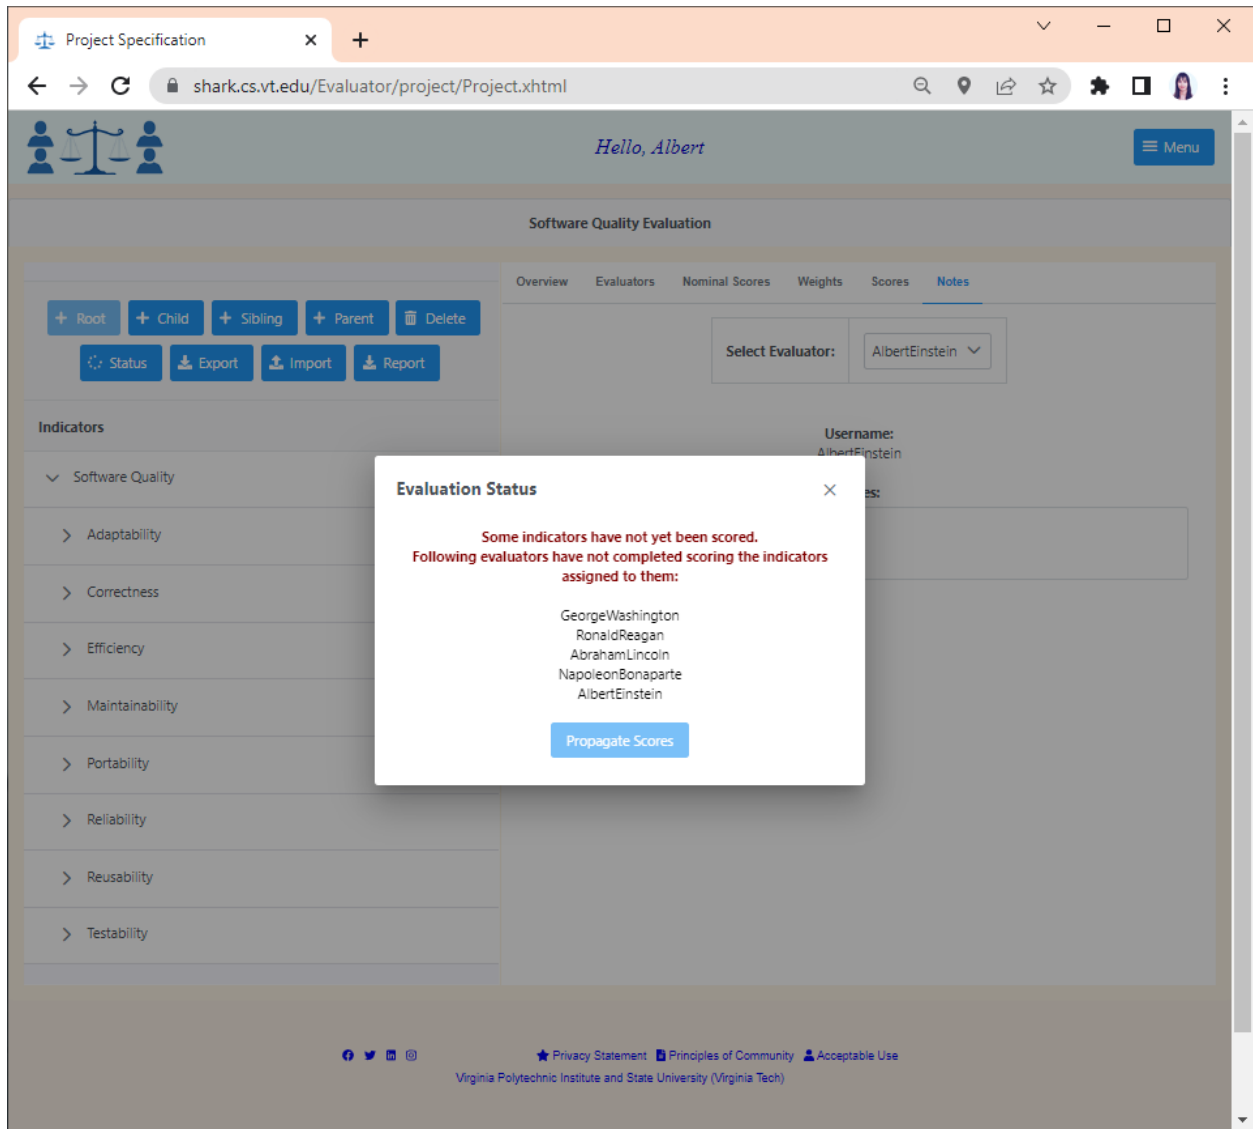 Project Specification
shark.cs.vt.edu/Evaluator/project/Project.xhtml
Hello, Albert
Menu
Software Quality Evaluation
Overview Evaluators Nominal Scores Weights Scores Notes
Root Child Sibling Parent Delete
Status Export Import Report
Select Evaluator: AlbertEinstein
Indicators
Username:
AlbertEinstein
Software Quality
Adaptability
Correctness
Efficiency
Maintainability
Portability
Reliability
Reusability
Testability
Evaluation Status
es:
Some indicators have not yet been scored.
Following evaluators have not completed scoring the indicators
assigned to them:
GeorgeWashington
RonaldReagan
AbrahamLincoln
NapoleonBonaparte
AlbertEinstein
Propagate Scores
Privacy Statement Principles of Community Acceptable Use
Virginia Polytechnic Institute and State University (Virginia Tech)